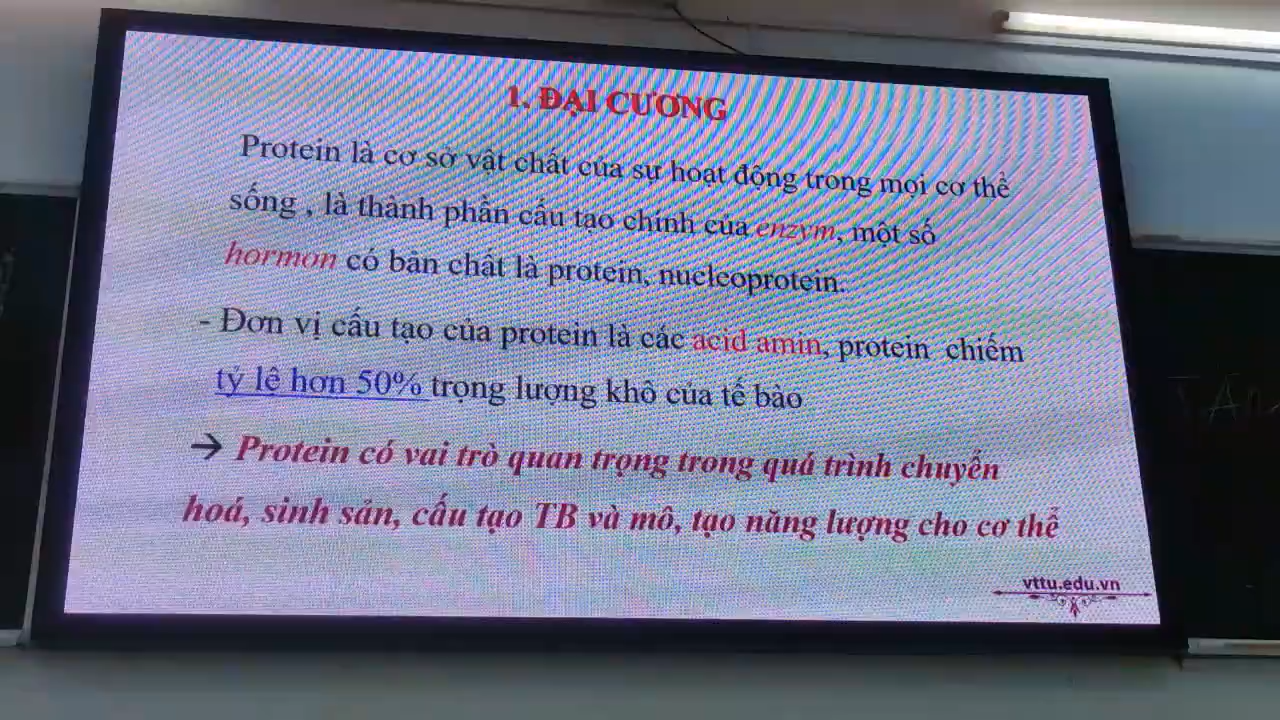 1. ĐẠI CƯƠNG
Protein là cơ sở vật chất của sự hoạt động trong mọi cơ thể
sống , là thành phần cấu tạo chính của enzym, một số
hormon có bản chất là protein, nucleoprotein.
- Đơn vị cấu tạo của protein là các acid amin, protein chiếm
tỷ lệ hơn 50% trọng lượng khô của tế bào
→ Protein có vai trò quan trọng trong quá trình chuyển
hoá, sinh sản, cấu tạo TB và mô, tạo năng lượng cho cơ thể
vttu.edu.vn